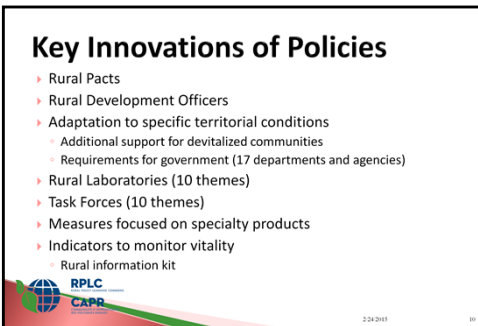 Key Innovations of Policies
Rural Pacts
Rural Development Officers
Adaptation to specific territorial conditions
Additional support for devitalized communities
Requirements for government (17 departments and agencies)
Rural Laboratories (10 themes)
Task Forces (10 themes)
Measures focused on specialty products
Indicators to monitor vitality
Rural information kit
RPLC
CAPR
2/24/2015
10